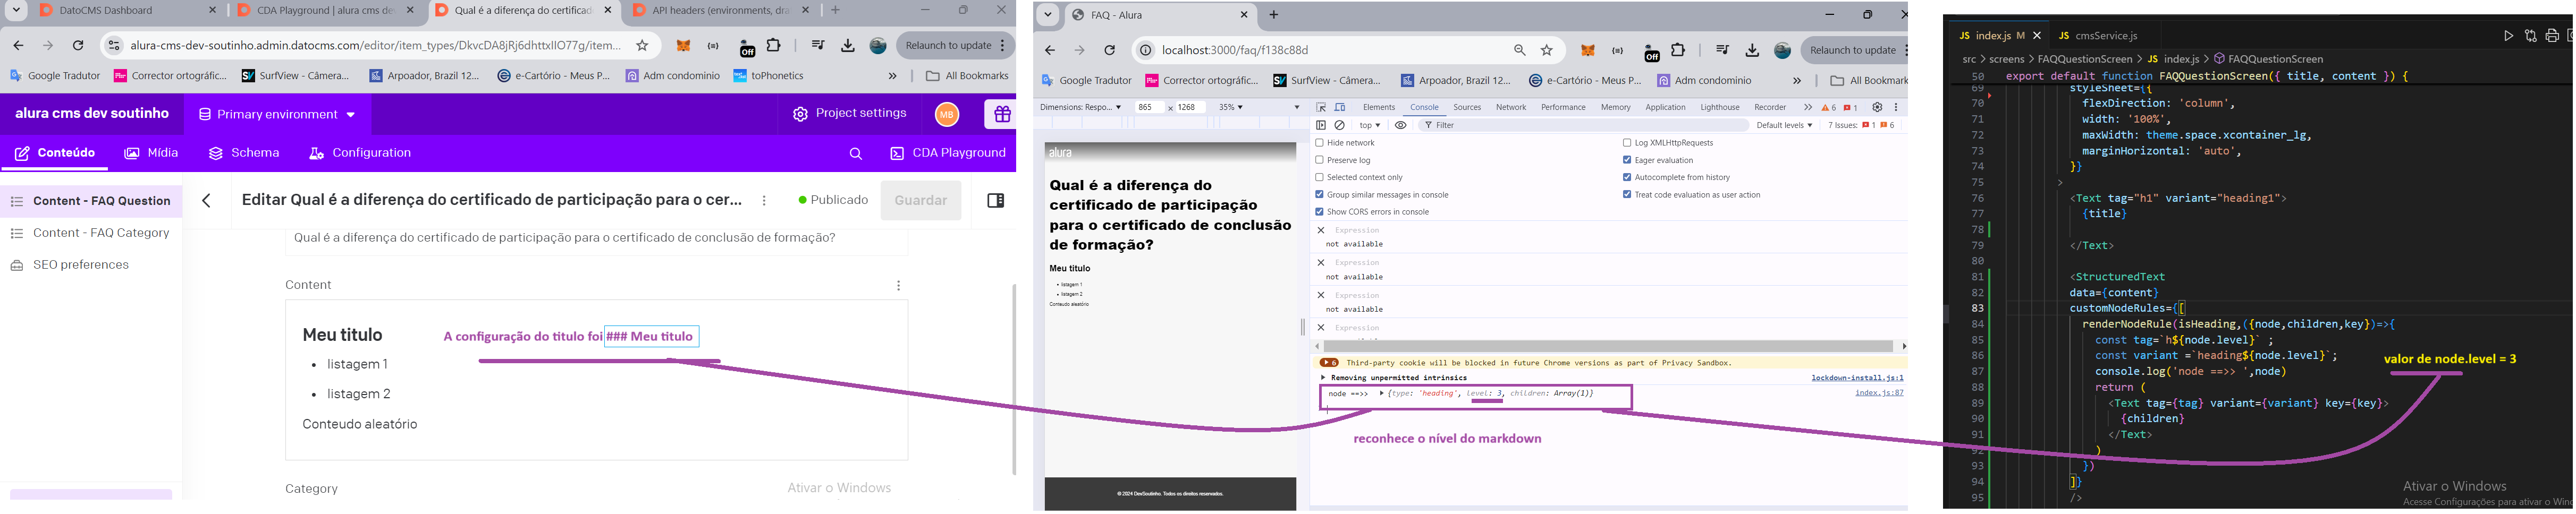 DatoCMS Dashboard
CDA Playground | alura cms de
Qual é a diferença do certificad
API headers (environments, dra
alura-cms-dev-soutinho.admin.datocms.com/editor/item_types/DkvcDA8jRj6dhttxIIO77g/item...
Off
Relaunch to update
Google Tradutor
Corrector ortográfic...
SurfView - Câmera...
Arpoador, Brazil 12...
e-Cartório - Meus P...
Adm condominio
toPhonetics
»
All Bookmarks
alura cms dev soutinho
Primary environment
Project settings
MB
Conteúdo
Mídia
Schema
Configuration
CDA Playground
Content - FAQ Question
Content - FAQ Category
SEO preferences
Editar Qual é a diferença do certificado de participação para o cer...
Publicado
Guardar
Qual é a diferença do certificado de participação para o certificado de conclusão de formação?
Content
Meu titulo
A configuração do titulo foi ### Meu titulo
• listagem 1
• listagem 2
Conteudo aleatório
Category
Ativar o Windows
FAQ - Alura
localhost:3000/faq/f138c88d
Off
Relaunch to update
Google Tradutor
Corrector ortográfic...
SurfView - Câmera...
Arpoador, Brazil 12...
e-Cartório - Meus P...
Adm condominio
»
All Bookmark
Dimensions: Respo...
865 × 1268
35%
Elements
Console
Sources
Network
Performance
Memory
Application
Lighthouse
Recorder
»
6
1
top
Filter
Default levels
7 Issues: 1 6
Hide network
Log XMLHttpRequests
Preserve log
Eager evaluation
Selected context only
Autocomplete from history
Group similar messages in console
Treat code evaluation as user action
Show CORS errors in console
Expression
not available
Expression
not available
Expression
not available
Expression
6 Third-party cookie will be blocked in future Chrome versions as part of Privacy Sandbox.
Removing unpermitted intrinsics
lockdown-install.js:1
node ==>> {type: 'heading', level: 3, children: Array(1)}
index.js:87
reconhece o nível do markdown
alura
Qual é a diferença do
certificado de participação
para o certificado de conclusão
de formação?
Meu titulo
• listagem 1
• listagem 2
Conteudo aleatório
© 2024 DevSoutinho. Todos os direitos reservados.
JS index.js M
JS cmsService.js
src > screens > FAQQuestionScreen > JS index.js > FAQQuestionScreen
50 export default function FAQQuestionScreen({ title, content }) {
69 styleSheet={{
70 flexDirection: 'column',
71 width: '100%',
72 maxWidth: theme.space.xcontainer_lg,
73 marginHorizontal: 'auto',
74 }}
75 >
76 <Text tag="h1" variant="heading1">
77 {title}
78
79 </Text>
80
81 <StructuredText
82 data={content}
83 customNodeRules={[
84 renderNodeRule(isHeading,({node,children,key})=>{
85 const tag=`h${node.level}` ;
86 const variant =`heading${node.level}`;
valor de node.level = 3
87 console.log('node ==>> ',node)
88 return (
89 <Text tag={tag} variant={variant} key={key}>
90 {children}
91 </Text>
92 )
93 })
94 ]}
95 />
Ativar o Windows
Acesse Configurações para ativar o Win